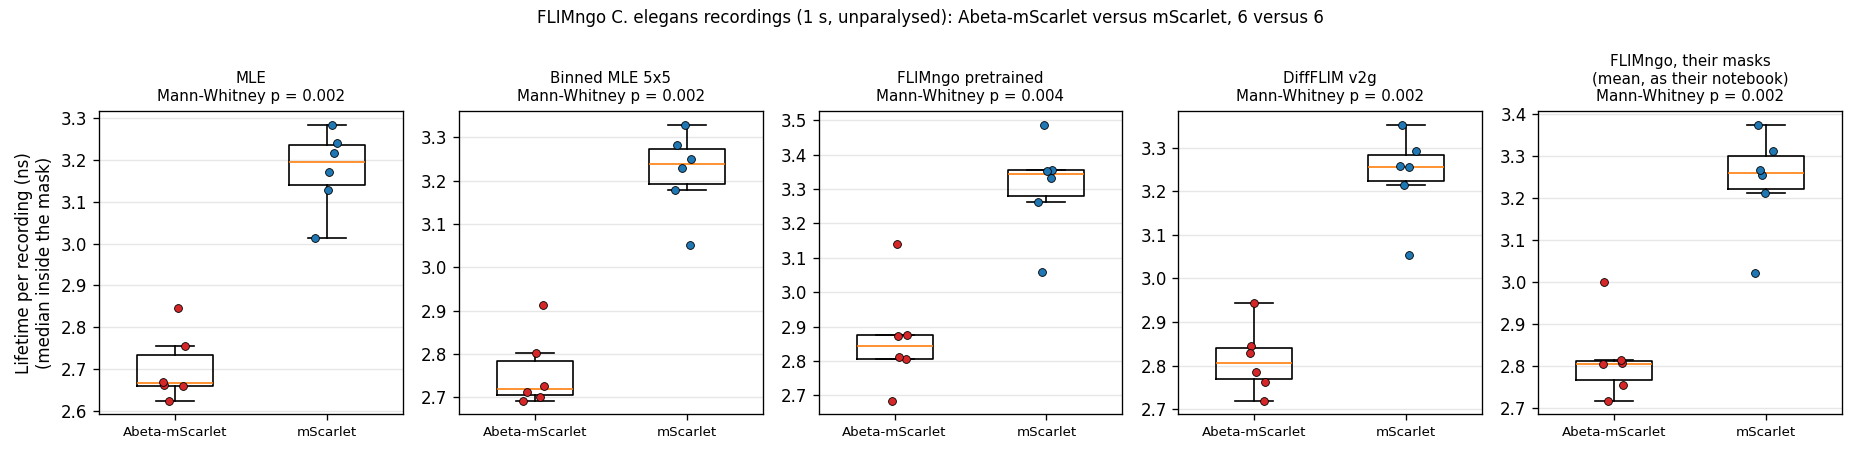 FLIMngo C. elegans recordings (1 s, unparalysed): Abeta-mScarlet versus mScarlet, 6 versus 6
MLE
Mann-Whitney p = 0.002
Binned MLE 5x5
Mann-Whitney p = 0.002
FLIMngo pretrained
Mann-Whitney p = 0.004
DiffFLIM v2g
Mann-Whitney p = 0.002
FLIMngo, their masks
(mean, as their notebook)
Mann-Whitney p = 0.002
Lifetime per recording (ns)
(median inside the mask)
3.3
3.2
3.1
3.0
2.9
2.8
2.7
2.6
Abeta-mScarlet
mScarlet
3.3
3.2
3.1
3.0
2.9
2.8
2.7
Abeta-mScarlet
mScarlet
3.5
3.4
3.3
3.2
3.1
3.0
2.9
2.8
2.7
Abeta-mScarlet
mScarlet
3.3
3.2
3.1
3.0
2.9
2.8
2.7
Abeta-mScarlet
mScarlet
3.4
3.3
3.2
3.1
3.0
2.9
2.8
2.7
Abeta-mScarlet
mScarlet